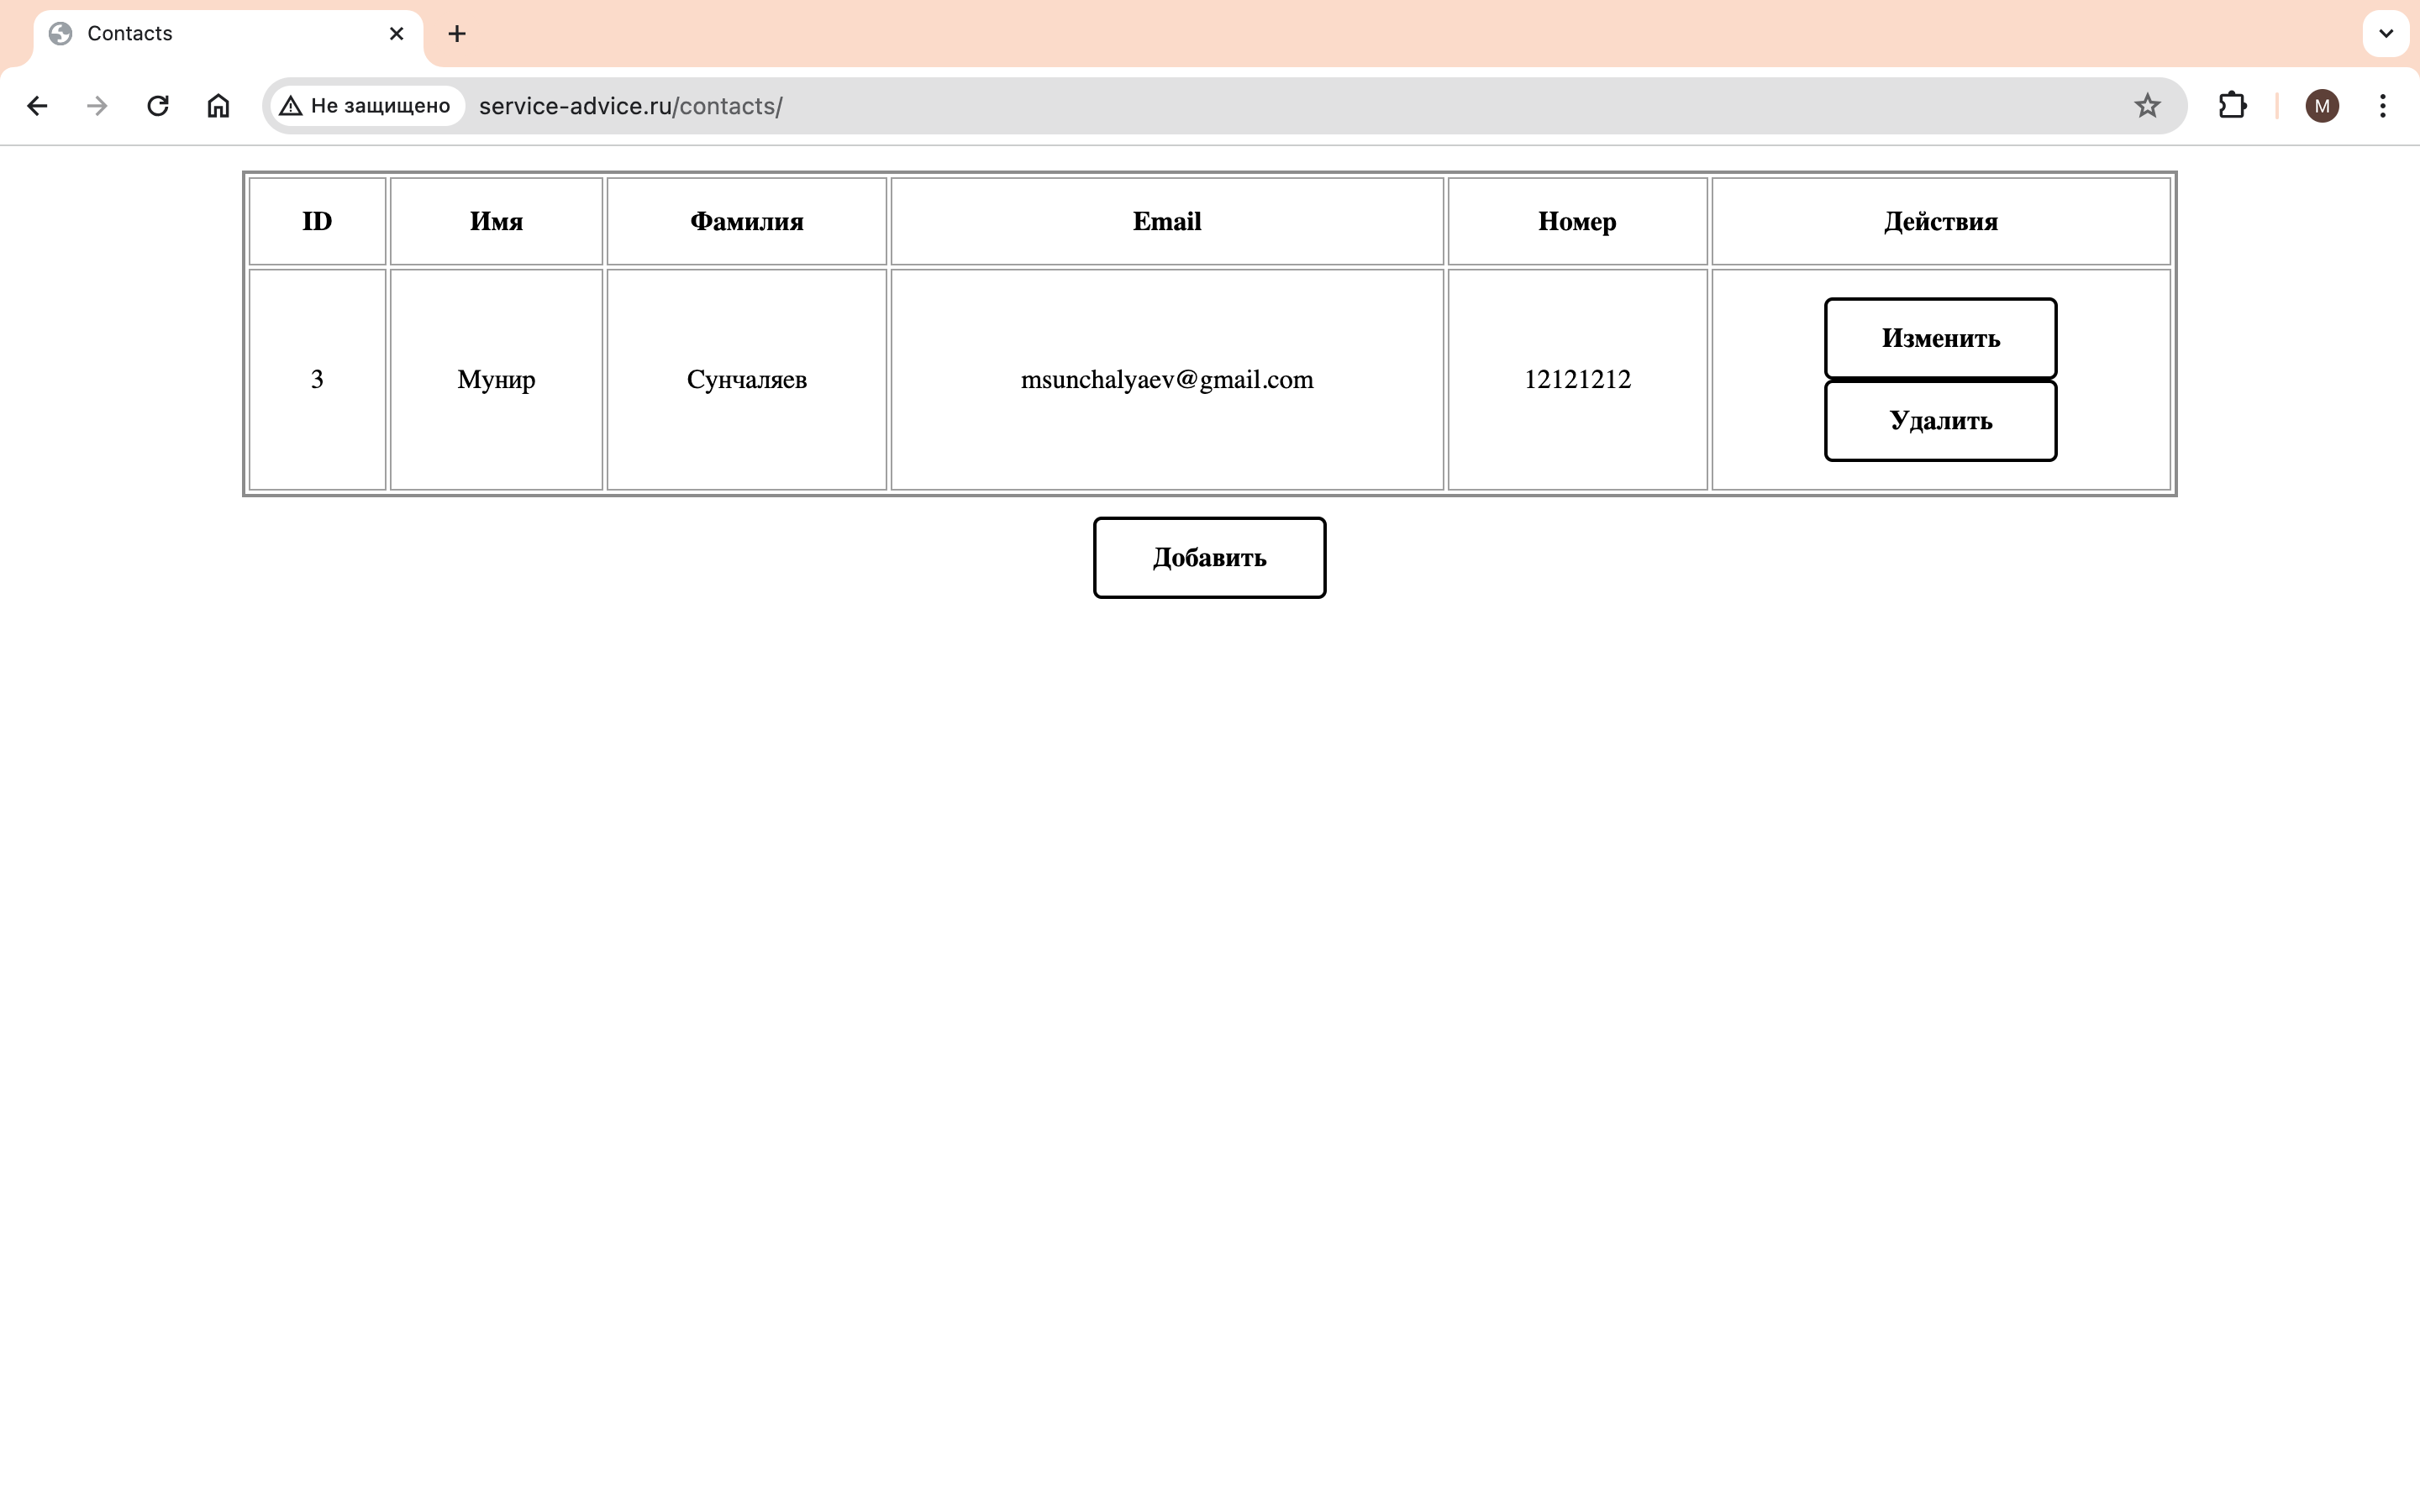 Contacts
Не защищено service-advice.ru/contacts/ M
ID Имя Фамилия Email Номер Действия
3 Мунир Сунчаляев msunchalyaev@gmail.com 12121212 Изменить
Удалить
Добавить